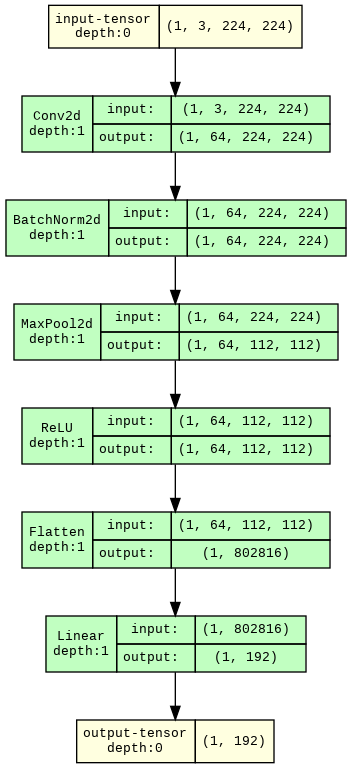 input-tensor
depth:0
(1, 3, 224, 224)
Conv2d
depth:1
input:
(1, 3, 224, 224)
output:
(1, 64, 224, 224)
BatchNorm2d
depth:1
input:
(1, 64, 224, 224)
output:
(1, 64, 224, 224)
MaxPool2d
depth:1
input:
(1, 64, 224, 224)
output:
(1, 64, 112, 112)
ReLU
depth:1
input:
(1, 64, 112, 112)
output:
(1, 64, 112, 112)
Flatten
depth:1
input:
(1, 64, 112, 112)
output:
(1, 802816)
Linear
depth:1
input:
(1, 802816)
output:
(1, 192)
output-tensor
depth:0
(1, 192)